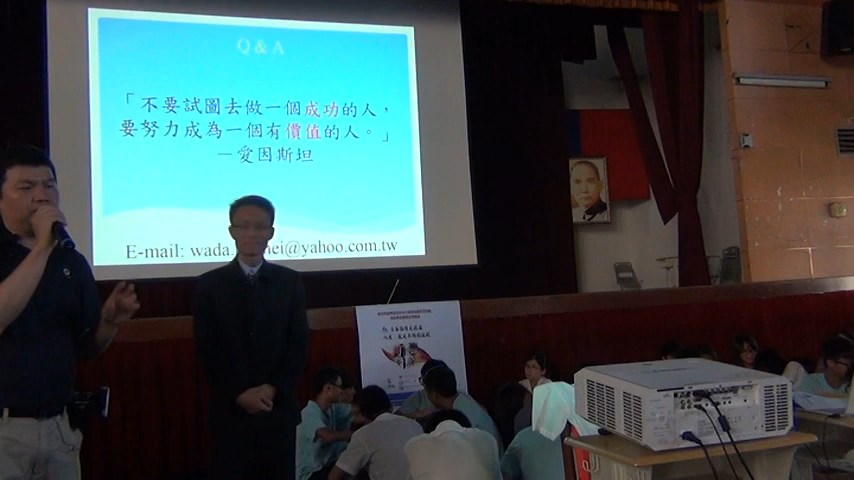 Q & A
「不要試圖去做一個成功的人，
要努力成為一個有價值的人。」
－愛因斯坦
E-mail: @yahoo.com.tw